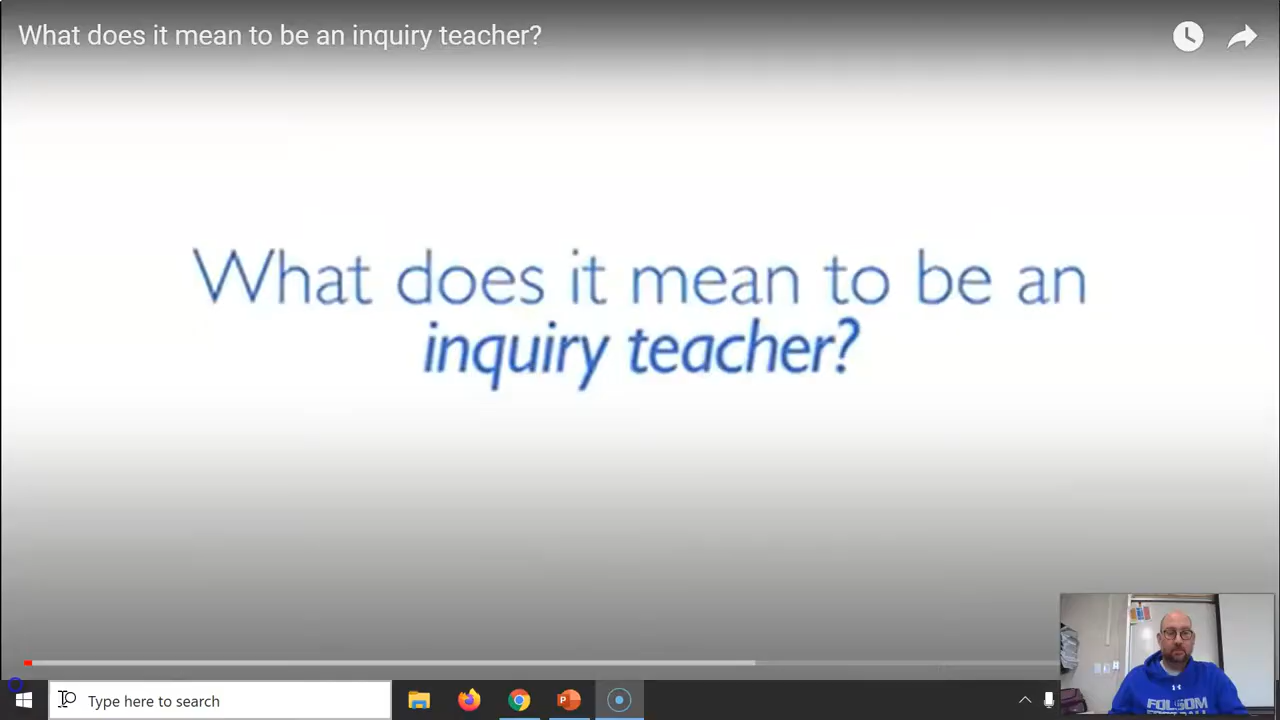 What does it mean to be an inquiry teacher?
What does it mean to be an
inquiry teacher?
Type here to search
FOLSOM